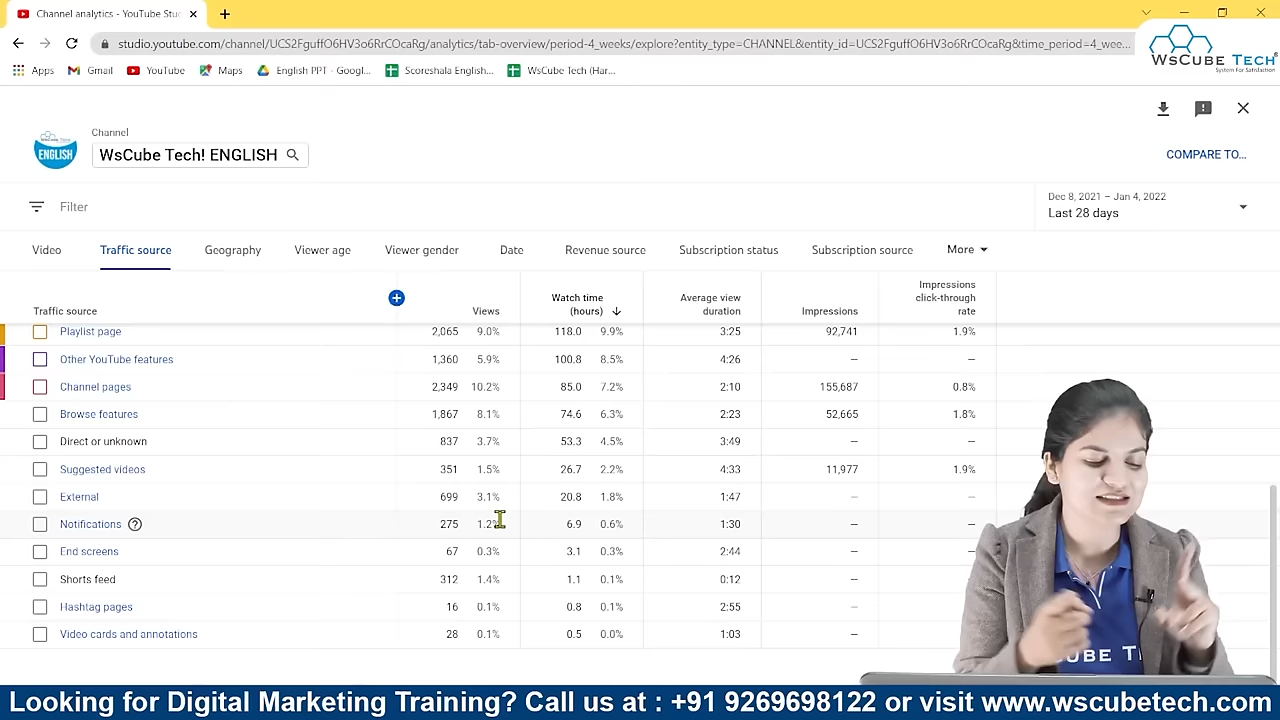 Channel analytics - YouTube Stu
studio.youtube.com/channel/UCS2FguffO6HV3o6RrCOcaRg/analytics/tab-overview/period-4_weeks/explore?entity_type=CHANNEL&entity_id=UCS2FguffO6HV3o6RrCOcaRg&time_period=4_wee...
WsCube Tech®
System For Satisfaction
Apps Gmail YouTube Maps English PPT - Googl... Scoreshala English... WsCube Tech (Har...
Channel
WsCube Tech! ENGLISH
ENGLISH
COMPARE TO...
Filter
Dec 8, 2021 – Jan 4, 2022
Last 28 days
Video Traffic source Geography Viewer age Viewer gender Date Revenue source Subscription status Subscription source More
Traffic source Views Watch time (hours) Average view duration Impressions Impressions click-through rate
Playlist page 2,065 9.0% 118.0 9.9% 3:25 92,741 1.9%
Other YouTube features 1,360 5.9% 100.8 8.5% 4:26 — —
Channel pages 2,349 10.2% 85.0 7.2% 2:10 155,687 0.8%
Browse features 1,867 8.1% 74.6 6.3% 2:23 52,665 1.8%
Direct or unknown 837 3.7% 53.3 4.5% 3:49 — —
Suggested videos 351 1.5% 26.7 2.2% 4:33 11,977 1.9%
External 699 3.1% 20.8 1.8% 1:47 — —
Notifications 275 1.2% 6.9 0.6% 1:30 — —
End screens 67 0.3% 3.1 0.3% 2:44 — —
Shorts feed 312 1.4% 1.1 0.1% 0:12 —
Hashtag pages 16 0.1% 0.8 0.1% 2:55 —
Video cards and annotations 28 0.1% 0.5 0.0% 1:03 —
UBE T
Looking for Digital Marketing Training? Call us at : +91 9269698122 or visit www.wscubetech.com